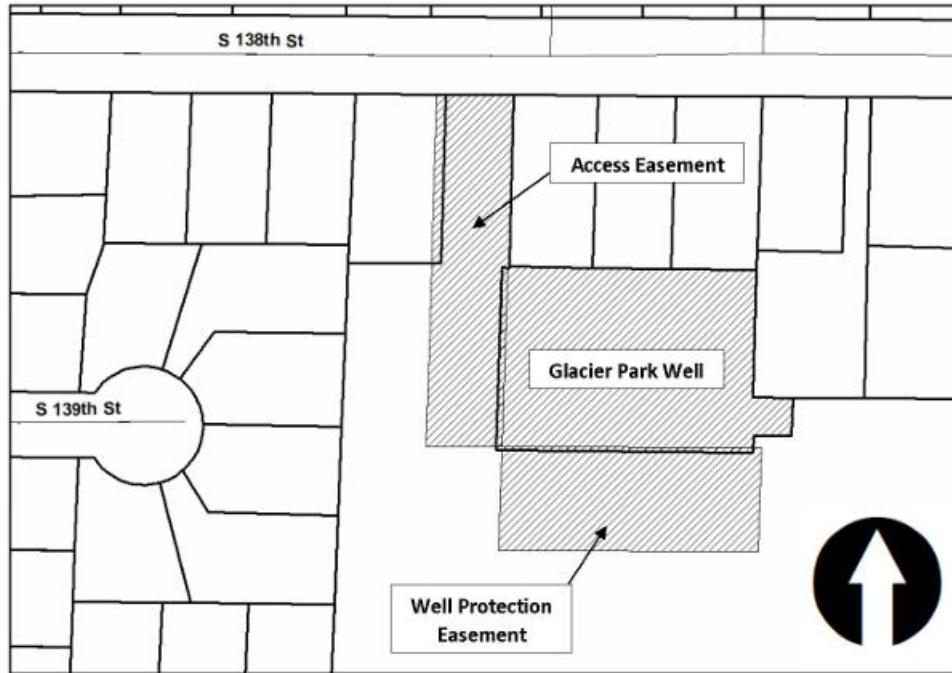 S 138th St
Access Easement
Glacier Park Well
S 139th St
Well Protection
Easement